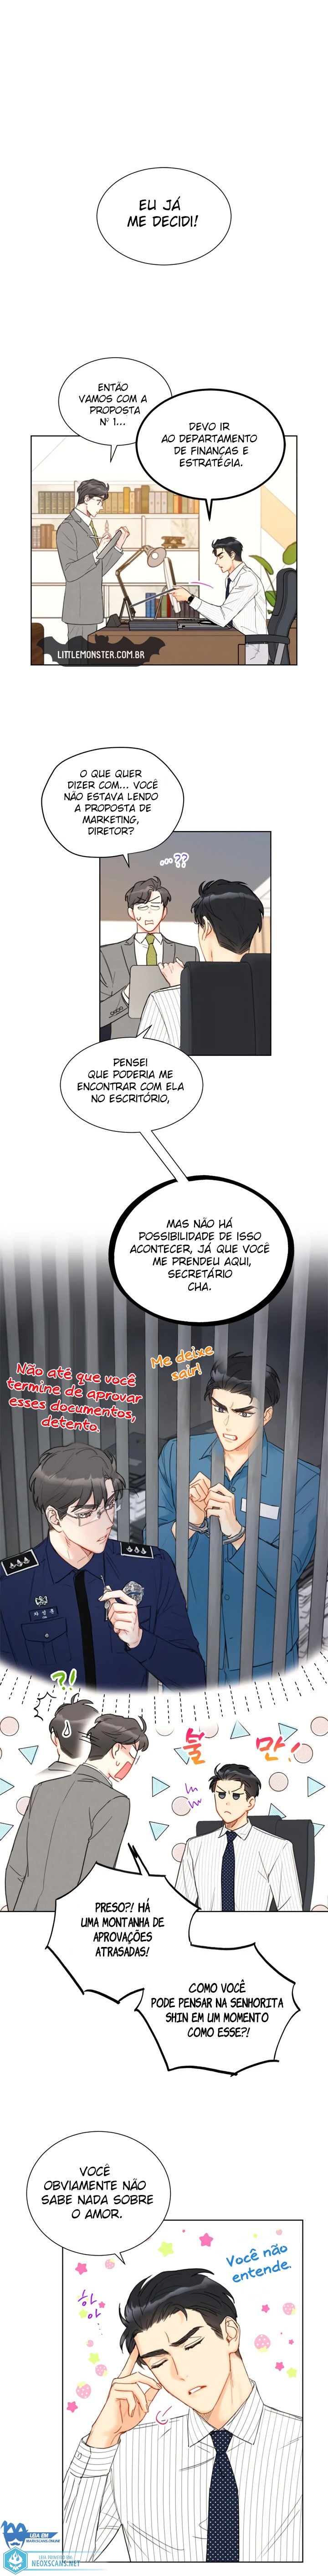 EU JÁ
ME DECIDI!
ENTÃO
VAMOS COM A
PROPOSTA
Nº 1...
DEVO IR
AO DEPARTAMENTO
DE FINANÇAS E
ESTRATÉGIA.
LITTLEMONSTER.COM.BR
O QUE QUER
DIZER COM... VOCÊ
NÃO ESTAVA LENDO
A PROPOSTA DE
MARKETING,
DIRETOR?
...??
PENSEI
QUE PODERIA ME
ENCONTRAR COM ELA
NO ESCRITÓRIO,
MAS NÃO HÁ
POSSIBILIDADE DE ISSO
ACONTECER, JÁ QUE VOCÊ
ME PRENDEU AQUI,
SECRETÁRIO
CHA.
Me deixe
sair!
Não até que você
termine de aprovar
esses documentos,
detento.
?!
불만!
PRESO?! HÁ
UMA MONTANHA DE
APROVAÇÕES
ATRASADAS!
COMO VOCÊ
PODE PENSAR NA SENHORITA
SHIN EM UM MOMENTO
COMO ESSE?!
VOCÊ
OBVIAMENTE NÃO
SABE NADA SOBRE
O AMOR.
Você não
entende.
하아
LEIA EM
NEOXSCANS.NET